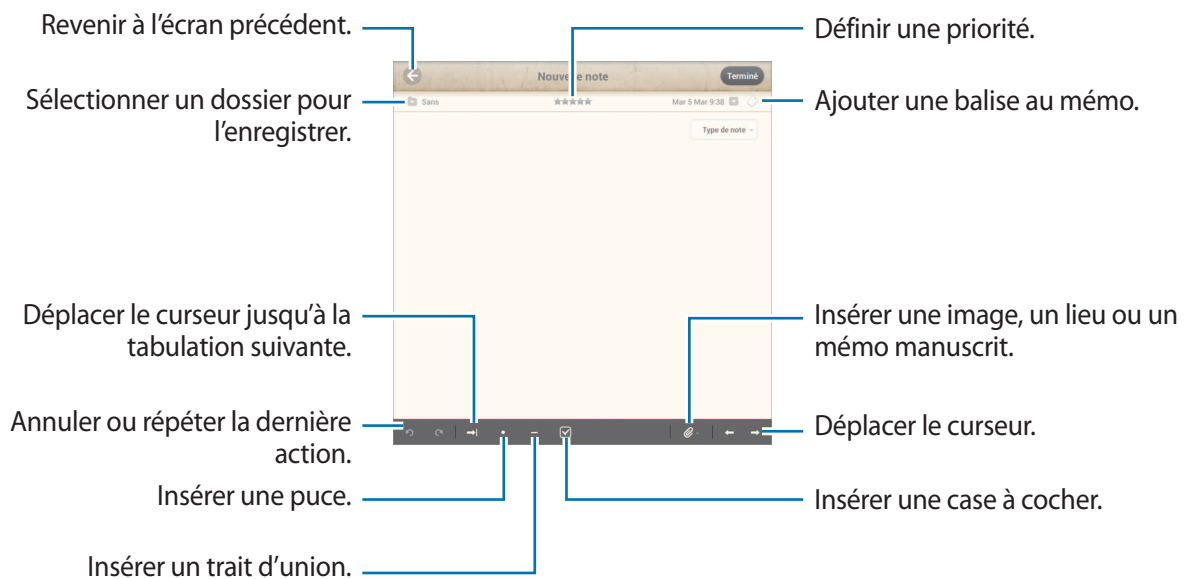 Revenir à l'écran précédent.
Définir une priorité.
Nouvelle note
Terminé
Sélectionner un dossier pour
l'enregistrer.
Sans
Mar 5 Mar 9:38
Ajouter une balise au mémo.
Type de note
Déplacer le curseur jusqu'à la
tabulation suivante.
Insérer une image, un lieu ou un
mémo manuscrit.
Annuler ou répéter la dernière
action.
Déplacer le curseur.
Insérer une puce.
Insérer une case à cocher.
Insérer un trait d'union.